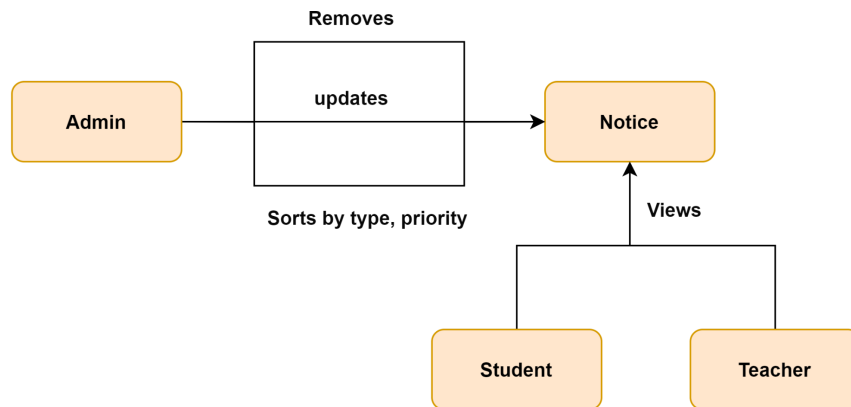 Removes
updates
Admin
Notice
Sorts by type, priority
Views
Student
Teacher